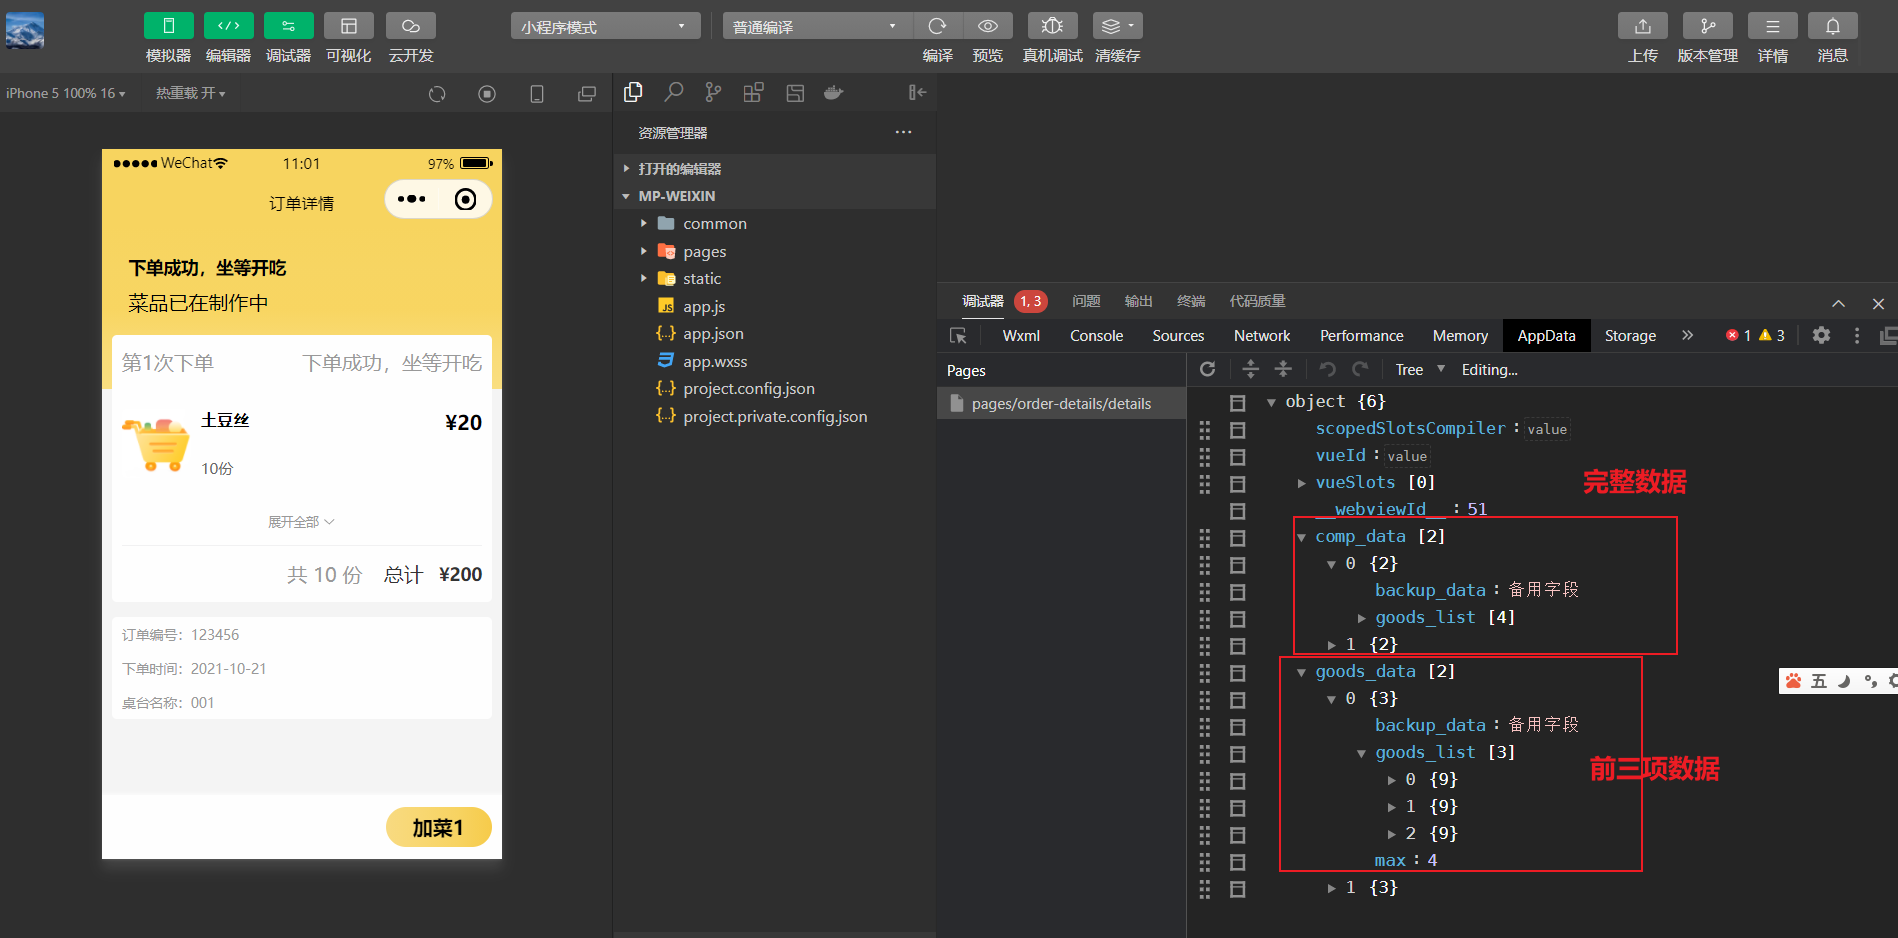 模拟器
编辑器
调试器
可视化
云开发
小程序模式
普通编译
编译
预览
真机调试
清缓存
上传
版本管理
详情
消息
iPhone 5 100% 16
热重载 开
WeChat
11:01
97%
订单详情
下单成功，坐等开吃
菜品已在制作中
第1次下单
下单成功，坐等开吃
土豆丝
¥20
10份
展开全部
共 10 份 总计 ¥200
订单编号：123456
下单时间：2021-10-21
桌台名称：001
加菜1
资源管理器
打开的编辑器
MP-WEIXIN
common
pages
static
JS app.js
{..} app.json
app.wxss
{..} project.config.json
{..} project.private.config.json
调试器 1, 3 问题 输出 终端 代码质量
Wxml Console Sources Network Performance Memory AppData Storage » 1 3
Pages
pages/order-details/details
Tree Editing...
object {6}
scopedSlotsCompiler : value
vueId : value
vueSlots [0]
__webviewId__ : 51
完整数据
comp_data [2]
0 {2}
backup_data : 备用字段
goods_list [4]
1 {2}
goods_data [2]
0 {3}
backup_data : 备用字段
goods_list [3]
前三项数据
0 {9}
1 {9}
2 {9}
max : 4
1 {3}
五